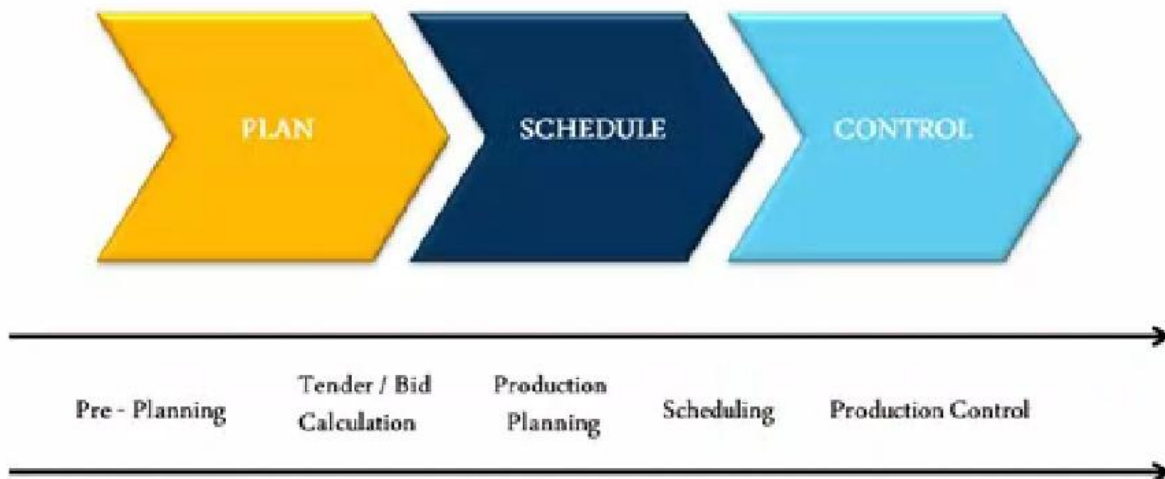 PLAN
SCHEDULE
CONTROL
Pre - Planning
Tender / Bid
Calculation
Production
Planning
Scheduling
Production Control